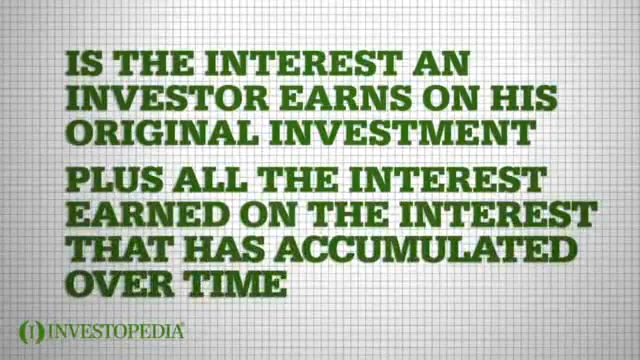 IS THE INTEREST AN
INVESTOR EARNS ON HIS
ORIGINAL INVESTMENT
PLUS ALL THE INTEREST
EARNED ON THE INTEREST
THAT HAS ACCUMULATED
OVER TIME
(I) INVESTOPEDIA®